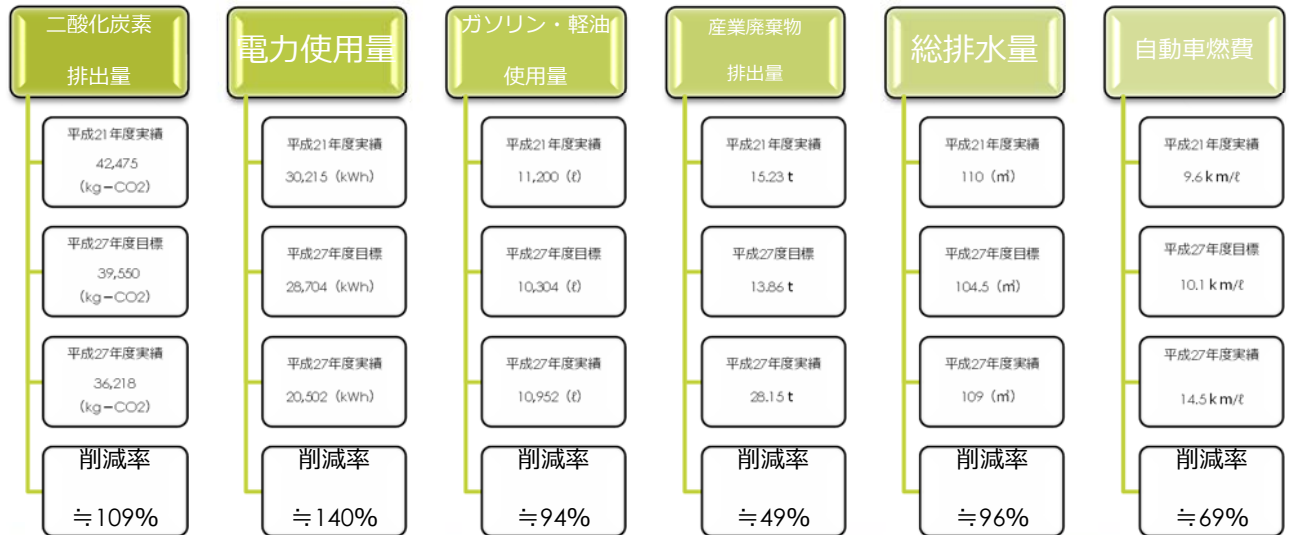 二酸化炭素
排出量
平成21年度実績
42,475
(kg-CO2)
平成27年度目標
39,550
(kg-CO2)
平成27年度実績
36,218
(kg-CO2)
削減率
≒109%
電力使用量
平成21年度実績
30,215（kWh）
平成27年度目標
28,704（kWh）
平成27年度実績
20,502（kWh）
削減率
≒140%
ガソリン・軽油
使用量
平成21年度実績
11,200（ℓ）
平成27年度目標
10,304（ℓ）
平成27年度実績
10,952（ℓ）
削減率
≒94%
産業廃棄物
排出量
平成21年度実績
15.23 t
平成27度目標
13.86 t
平成27年度実績
28.15 t
削減率
≒49%
総排水量
平成21年度実績
110（㎥）
平成27年度目標
104.5（㎥）
平成27年度実績
109（㎥）
削減率
≒96%
自動車燃費
平成21年度実績
9.6 km/ℓ
平成27年度目標
10.1 km/ℓ
平成27年度実績
14.5 km/ℓ
削減率
≒69%